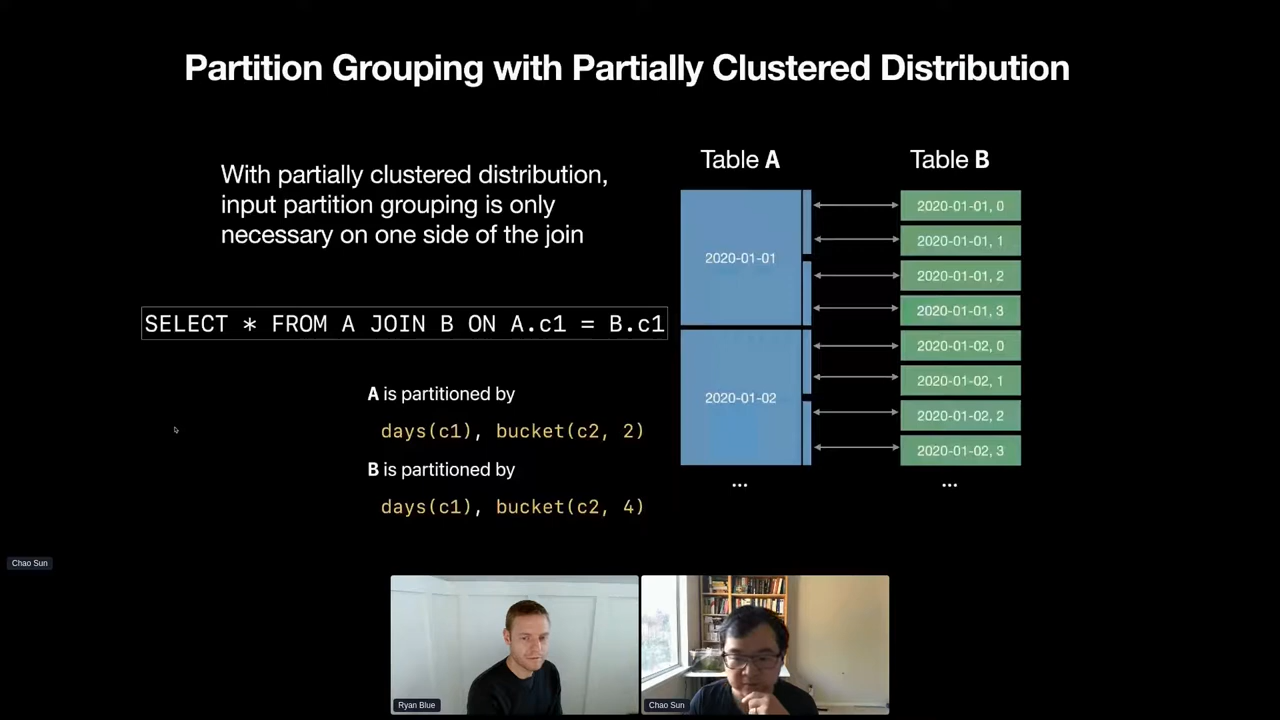 Partition Grouping with Partially Clustered Distribution
With partially clustered distribution,
input partition grouping is only
necessary on one side of the join
SELECT * FROM A JOIN B ON A.c1 = B.c1
A is partitioned by
days(c1), bucket(c2, 2)
B is partitioned by
days(c1), bucket(c2, 4)
Table A
2020-01-01
2020-01-02
...
Table B
2020-01-01, 0
2020-01-01, 1
2020-01-01, 2
2020-01-01, 3
2020-01-02, 0
2020-01-02, 1
2020-01-02, 2
2020-01-02, 3
...
Chao Sun
Ryan Blue
Chao Sun